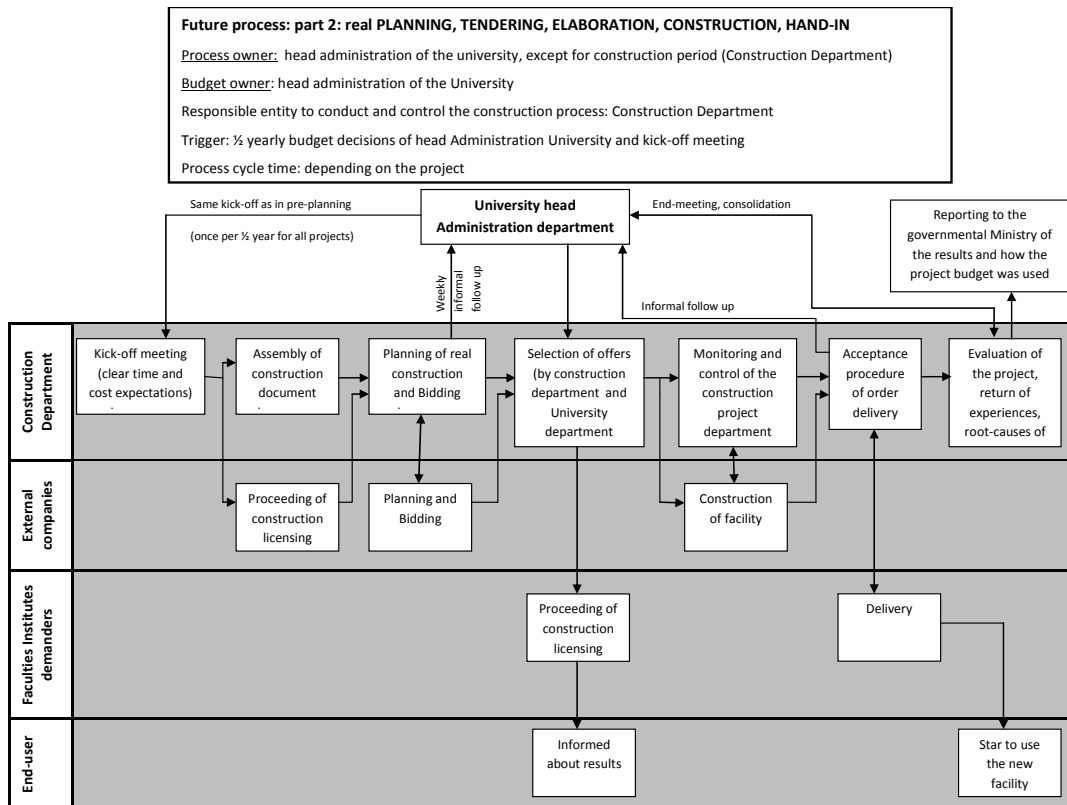 Future process: part 2: real PLANNING, TENDERING, ELABORATION, CONSTRUCTION, HAND-IN
Process owner:  head administration of the university, except for construction period (Construction Department)
Budget owner: head administration of the University
Responsible entity to conduct and control the construction process: Construction Department
Trigger: ½ yearly budget decisions of head Administration University and kick-off meeting
Process cycle time: depending on the project
Same kick-off as in pre-planning
(once per ½ year for all projects)
University head
Administration department
End-meeting, consolidation
Reporting to the
governmental Ministry of
the results and how the
project budget was used
Weekly
informal
follow up
Informal follow up
Construction
Department
Kick-off meeting
(clear time and
cost expectations)
Assembly of
construction
document
Planning of real
construction
and Bidding
Selection of offers
(by construction
department and
University
department
Monitoring and
control of the
construction
project
department
Acceptance
procedure
of order
delivery
Evaluation of
the project,
return of
experiences,
root-causes of
External
companies
Proceeding of
construction
licensing
Planning and
Bidding
Construction
of facility
Faculties Institutes
demanders
Proceeding of
construction
licensing
Delivery
End-user
Informed
about results
Star to use
the new
facility